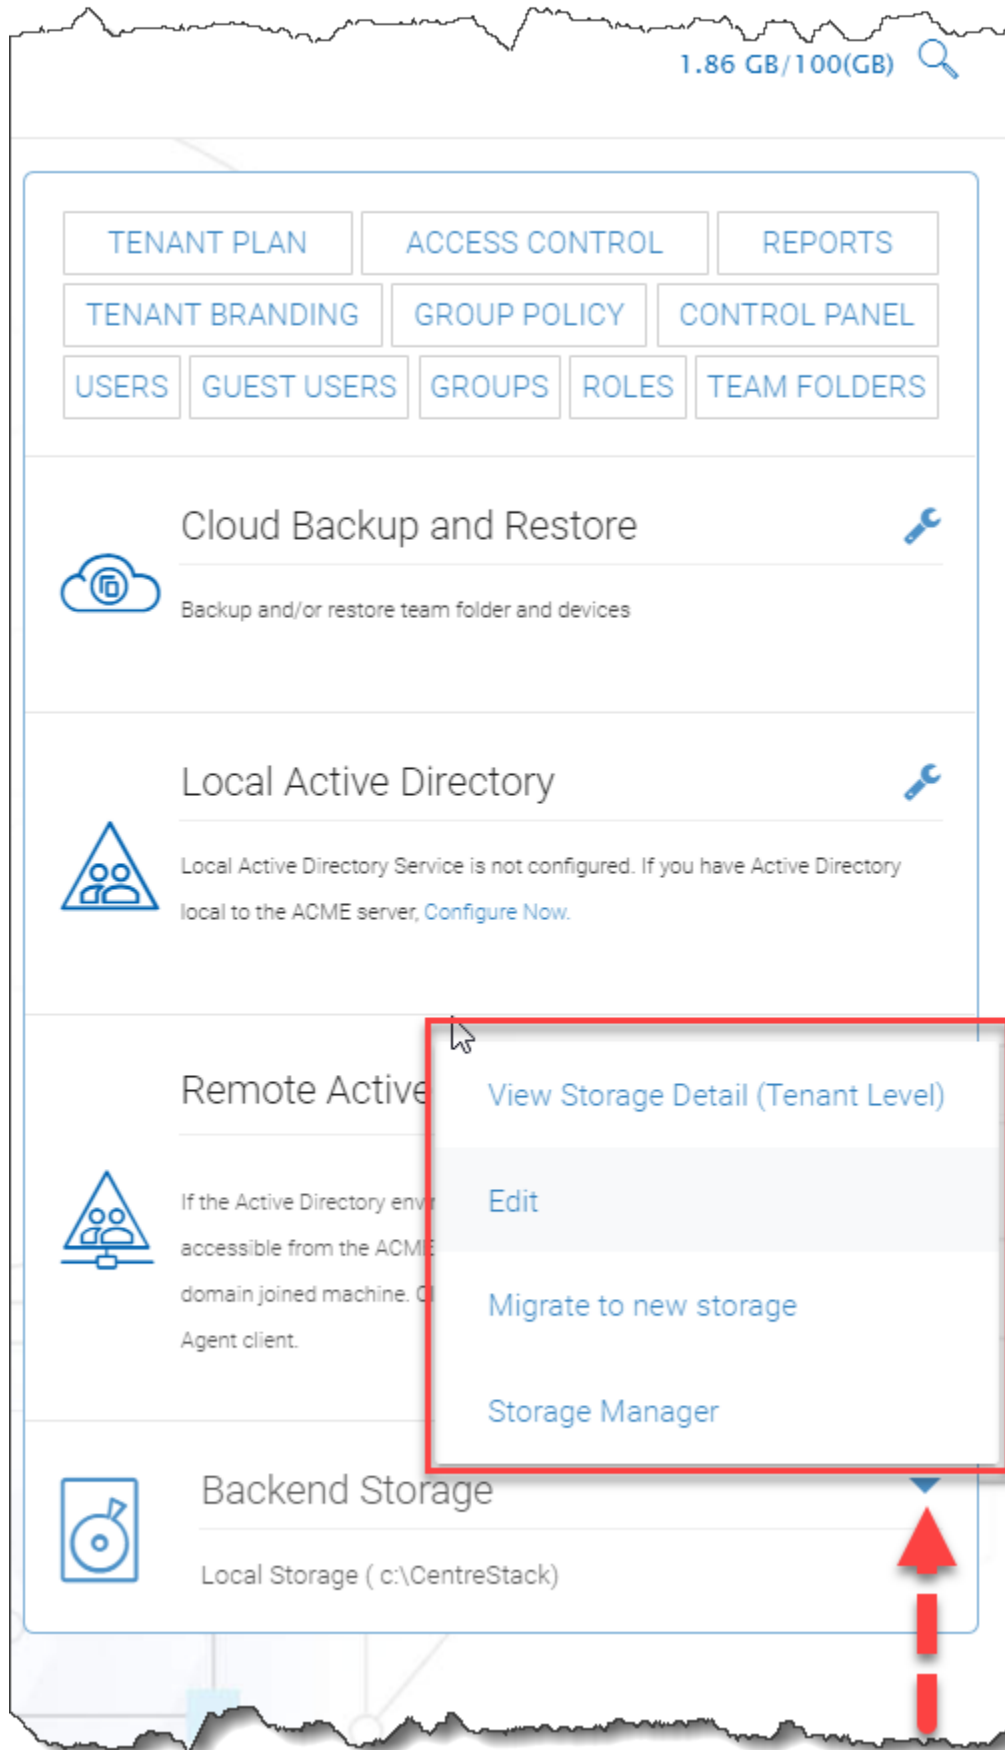 1.86 GB/100(GB)
TENANT PLAN
ACCESS CONTROL
REPORTS
TENANT BRANDING
GROUP POLICY
CONTROL PANEL
USERS
GUEST USERS
GROUPS
ROLES
TEAM FOLDERS
Cloud Backup and Restore
Backup and/or restore team folder and devices
Local Active Directory
Local Active Directory Service is not configured. If you have Active Directory
local to the ACME server, Configure Now.
Remote Active
If the Active Directory
accessible from the ACME
domain joined machine.
Agent client.
View Storage Detail (Tenant Level)
Edit
Migrate to new storage
Storage Manager
Backend Storage
Local Storage ( c:\CentreStack)